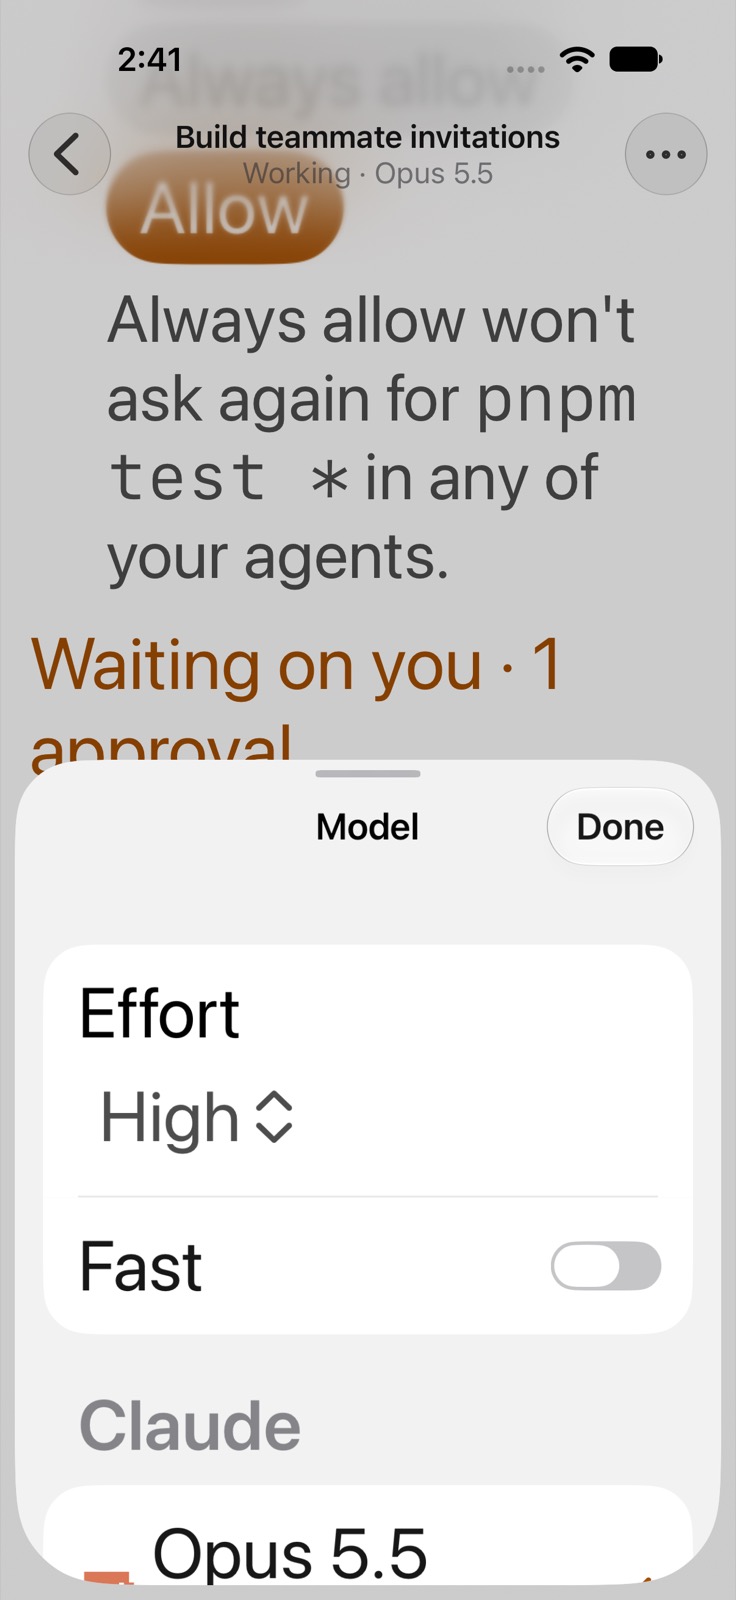 2:41
Always allow
Build teammate invitations
Working · Opus 5.5
Allow
Always allow won't
ask again for pnpm
test * in any of
your agents.
Waiting on you · 1
approval
Model
Done
Effort
High
Fast
Claude
Opus 5.5